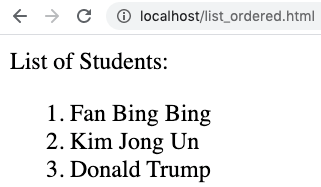 localhost/list_ordered.html
List of Students:
1. Fan Bing Bing
2. Kim Jong Un
3. Donald Trump